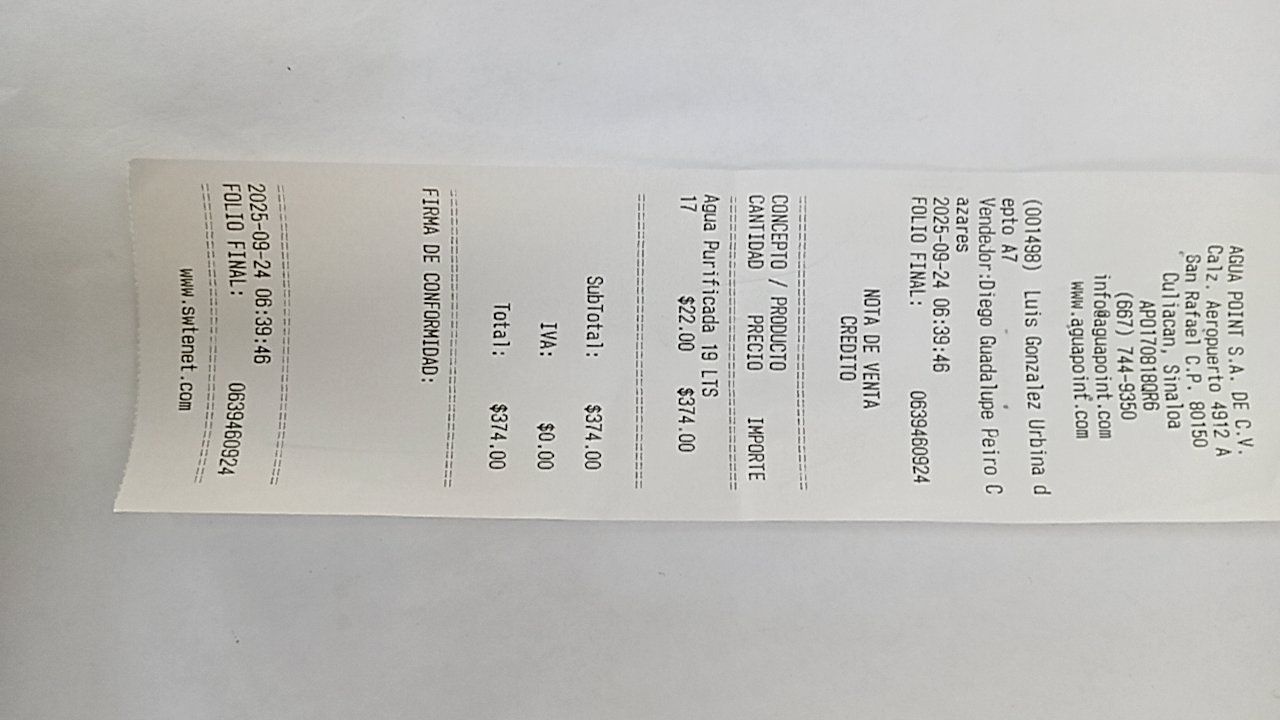 AGUA POINT S.A. DE C.V.
Calz. Aeropuerto 4912 A
San Rafael C.P. 80150
Culiacan, Sinaloa
APO170818QR6
(667) 744-9350
info@aguapoint.com
www.aguapoint.com
(001498) Luis Gonzalez Urbina d
epto A7
Vendedor:Diego Guadalupe Peiro C
azares
2025-09-24 06:39:46
FOLIO FINAL: 0639460924
NOTA DE VENTA
CREDITO
CONCEPTO / PRODUCTO
CANTIDAD PRECIO IMPORTE
Agua Purificada 19 LTS
17 $22.00 $374.00
SubTotal: $374.00
IVA: $0.00
Total: $374.00
FIRMA DE CONFORMIDAD:
2025-09-24 06:39:46
FOLIO FINAL: 0639460924
www.swtenet.com